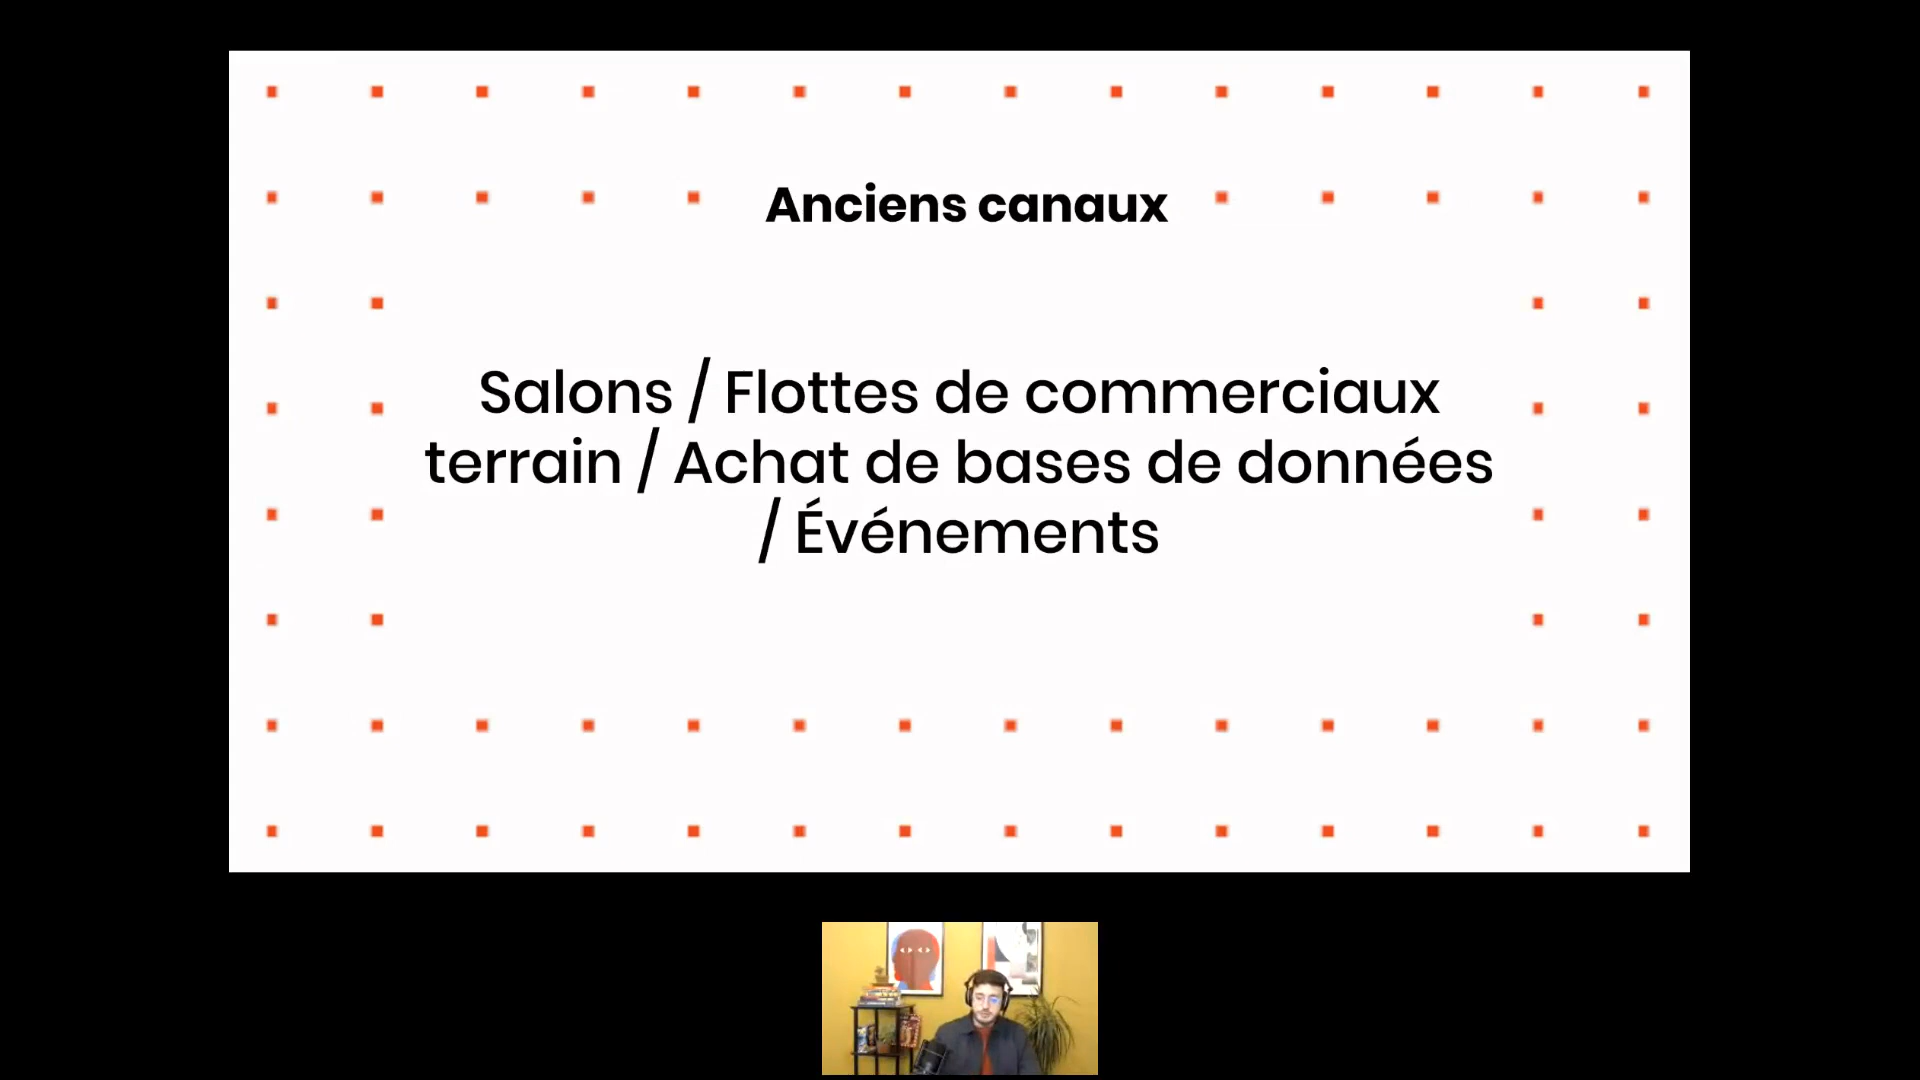 Anciens canaux
Salons / Flottes de commerciaux
terrain / Achat de bases de données
/ Événements